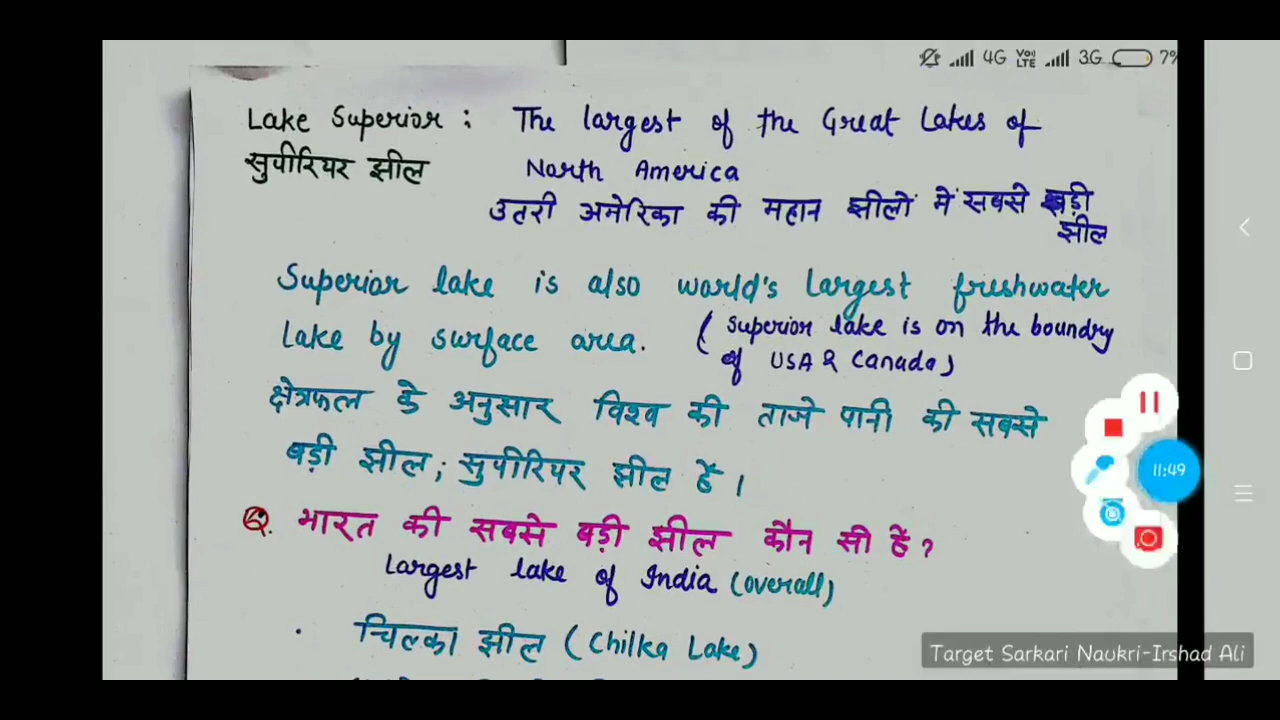 4G VoLTE 3G 7%
Lake Superior : The largest of the Great Lakes of
सुपीरियर झील North America
उतरी अमेरिका की महान झीलों में सबसे बड़ी
झील
Superior lake is also world's largest freshwater
lake by surface area. (superior lake is on the boundry
of USA & Canada)
क्षेत्रफल के अनुसार विश्व की ताजे पानी की सबसे
बड़ी झील; सुपीरियर झील हैं।
Q. भारत की सबसे बड़ी झील कौन सी हैं?
Largest lake of India (overall)
चिल्का झील (Chilka Lake)
11:49
Target Sarkari Naukri-Irshad Ali